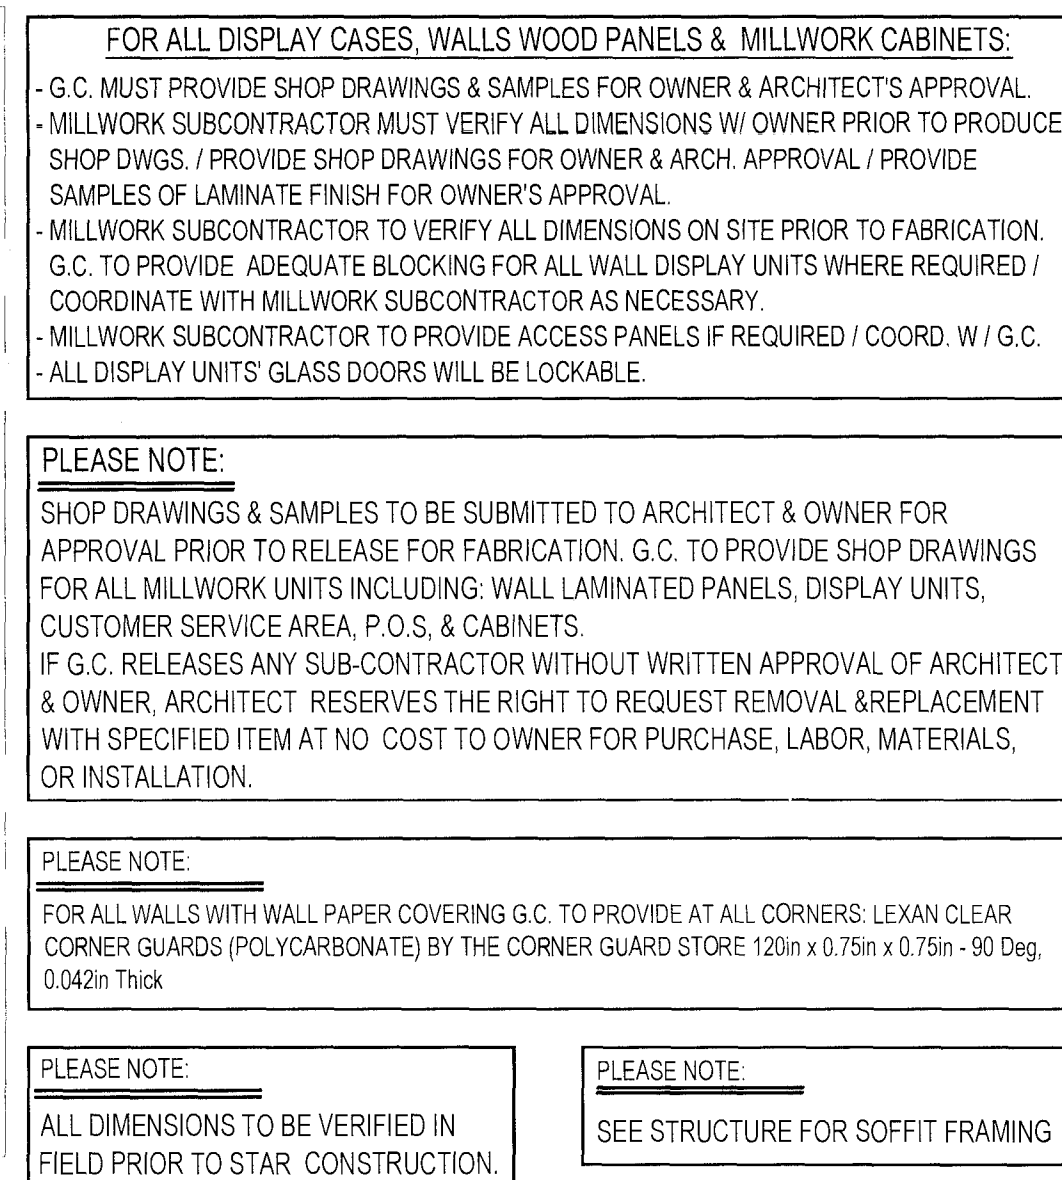 FOR ALL DISPLAY CASES, WALLS WOOD PANELS & MILLWORK CABINETS:
- G.C. MUST PROVIDE SHOP DRAWINGS & SAMPLES FOR OWNER & ARCHITECT'S APPROVAL.
- MILLWORK SUBCONTRACTOR MUST VERIFY ALL DIMENSIONS W/ OWNER PRIOR TO PRODUCE
SHOP DWGS. / PROVIDE SHOP DRAWINGS FOR OWNER & ARCH. APPROVAL / PROVIDE
SAMPLES OF LAMINATE FINISH FOR OWNER'S APPROVAL.
- MILLWORK SUBCONTRACTOR TO VERIFY ALL DIMENSIONS ON SITE PRIOR TO FABRICATION.
G.C. TO PROVIDE ADEQUATE BLOCKING FOR ALL WALL DISPLAY UNITS WHERE REQUIRED /
COORDINATE WITH MILLWORK SUBCONTRACTOR AS NECESSARY.
- MILLWORK SUBCONTRACTOR TO PROVIDE ACCESS PANELS IF REQUIRED / COORD. W / G.C.
- ALL DISPLAY UNITS' GLASS DOORS WILL BE LOCKABLE.
PLEASE NOTE:
SHOP DRAWINGS & SAMPLES TO BE SUBMITTED TO ARCHITECT & OWNER FOR
APPROVAL PRIOR TO RELEASE FOR FABRICATION. G.C. TO PROVIDE SHOP DRAWINGS
FOR ALL MILLWORK UNITS INCLUDING: WALL LAMINATED PANELS, DISPLAY UNITS,
CUSTOMER SERVICE AREA, P.O.S, & CABINETS.
IF G.C. RELEASES ANY SUB-CONTRACTOR WITHOUT WRITTEN APPROVAL OF ARCHITECT
& OWNER, ARCHITECT RESERVES THE RIGHT TO REQUEST REMOVAL &REPLACEMENT
WITH SPECIFIED ITEM AT NO COST TO OWNER FOR PURCHASE, LABOR, MATERIALS,
OR INSTALLATION.
PLEASE NOTE:
FOR ALL WALLS WITH WALL PAPER COVERING G.C. TO PROVIDE AT ALL CORNERS: LEXAN CLEAR
CORNER GUARDS (POLYCARBONATE) BY THE CORNER GUARD STORE 120in x 0.75in x 0.75in - 90 Deg,
0.042in Thick
PLEASE NOTE:
ALL DIMENSIONS TO BE VERIFIED IN
FIELD PRIOR TO STAR CONSTRUCTION.
PLEASE NOTE:
SEE STRUCTURE FOR SOFFIT FRAMING